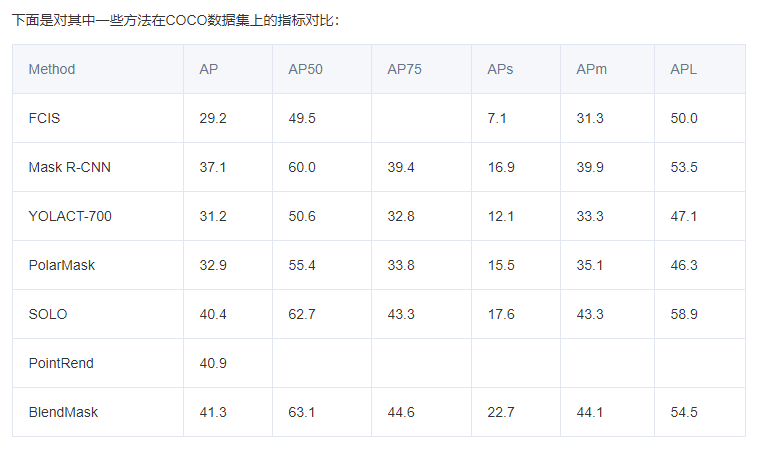 下面是对其中一些方法在COCO数据集上的指标对比：
Method AP AP50 AP75 APs APm APL
FCIS 29.2 49.5 7.1 31.3 50.0
Mask R-CNN 37.1 60.0 39.4 16.9 39.9 53.5
YOLACT-700 31.2 50.6 32.8 12.1 33.3 47.1
PolarMask 32.9 55.4 33.8 15.5 35.1 46.3
SOLO 40.4 62.7 43.3 17.6 43.3 58.9
PointRend 40.9
BlendMask 41.3 63.1 44.6 22.7 44.1 54.5